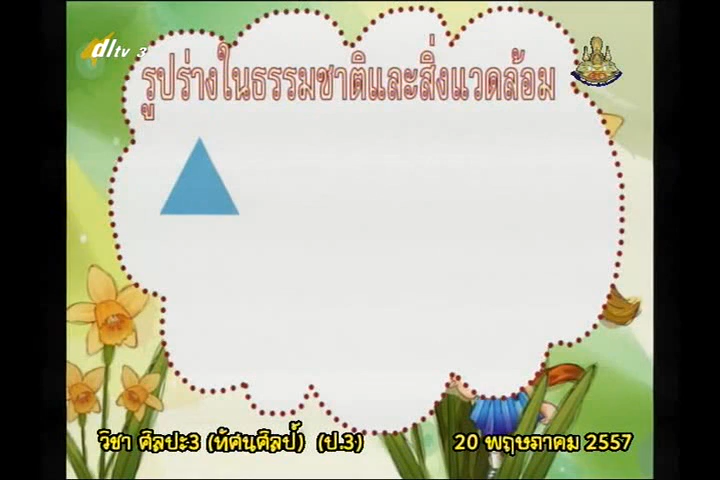 dltv 3
รูปร่างในธรรมชาติและสิ่งแวดล้อม
วิชา ศิลปะ3 (ทัศนศิลป์) (ป.3)
20 พฤษภาคม 2557